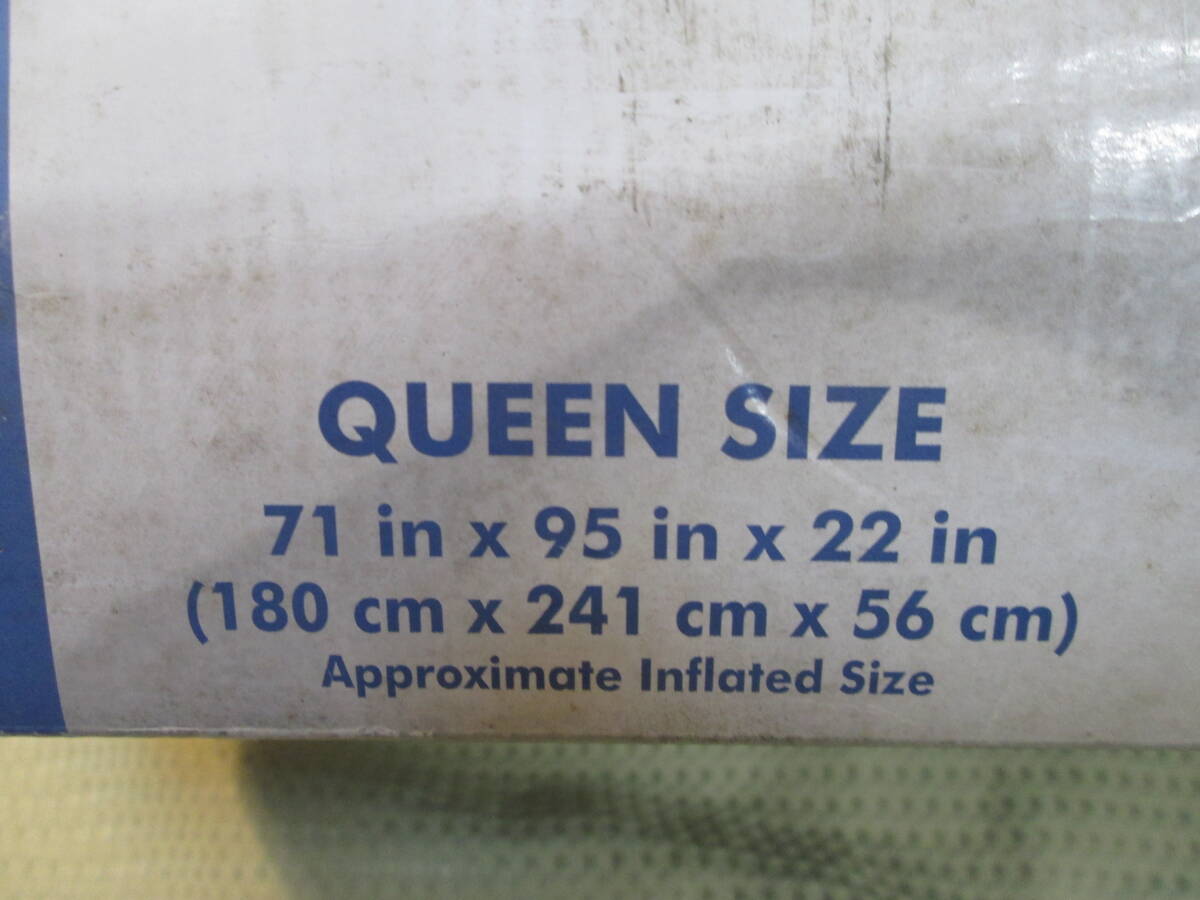 QUEEN SIZE
71 in x 95 in x 22 in
(180 cm x 241 cm x 56 cm)
Approximate Inflated Size